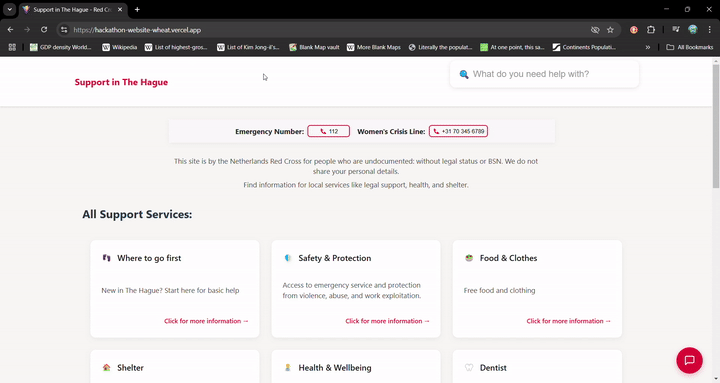 Support in The Hague - Red Cro
https://hackathon-website-wheat.vercel.app
GDP density World...
Wikipedia
List of highest-gros...
List of Kim Jong-il's...
Blank Map vault
More Blank Maps
Literally the populat...
At one point, this sa...
Continents Populati...
»
All Bookmarks
Support in The Hague
What do you need help with?
Emergency Number: 112 Women's Crisis Line: +31 70 345 6789
This site is by the Netherlands Red Cross for people who are undocumented: without legal status or BSN. We do not
share your personal details.
Find information for local services like legal support, health, and shelter.
All Support Services:
Where to go first
New in The Hague? Start here for basic help
Click for more information →
Safety & Protection
Access to emergency service and protection
from violence, abuse, and work exploitation.
Click for more information →
Food & Clothes
Free food and clothing
Click for more information →
Shelter
Health & Wellbeing
Dentist